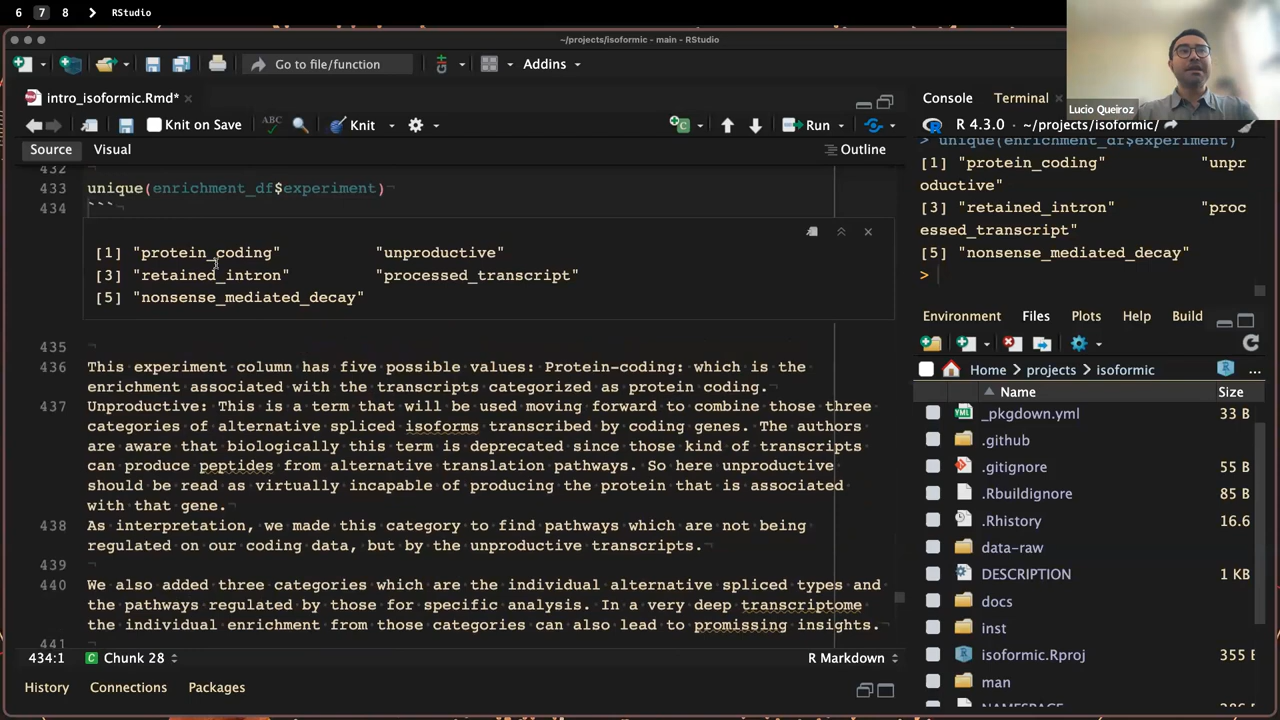 6 7 8 RStudio
~/projects/isoformic - main - RStudio
Go to file/function Addins
Lucio Queiroz
intro_isoformic.Rmd*
Knit on Save ABC Knit Run
Source Visual Outline
432
433 unique(enrichment_df$experiment)
434 ```
[1] "protein_coding" "unproductive"
[3] "retained_intron" "processed_transcript"
[5] "nonsense_mediated_decay"
435
436 This experiment column has five possible values: Protein-coding: which is the
enrichment associated with the transcripts categorized as protein coding.
437 Unproductive: This is a term that will be used moving forward to combine those three
categories of alternative spliced isoforms transcribed by coding genes. The authors
are aware that biologically this term is deprecated since those kind of transcripts
can produce peptides from alternative translation pathways. So here unproductive
should be read as virtually incapable of producing the protein that is associated
with that gene.
438 As interpretation, we made this category to find pathways which are not being
regulated on our coding data, but by the unproductive transcripts.
439
440 We also added three categories which are the individual alternative spliced types and
the pathways regulated by those for specific analysis. In a very deep transcriptome
the individual enrichment from those categories can also lead to promissing insights.
441
434:1 Chunk 28 R Markdown
History Connections Packages
Console Terminal
R 4.3.0 · ~/projects/isoformic/
> unique(enrichment_df$experiment)
[1] "protein_coding" "unpr
oductive"
[3] "retained_intron" "proc
essed_transcript"
[5] "nonsense_mediated_decay"
>
Environment Files Plots Help Build
Home projects isoformic ...
Name Size
_pkgdown.yml 33 B
.github
.gitignore 55 B
.Rbuildignore 85 B
.Rhistory 16.6
data-raw
DESCRIPTION 1 KB
docs
inst
isoformic.Rproj 355 B
man
NAMESPACE